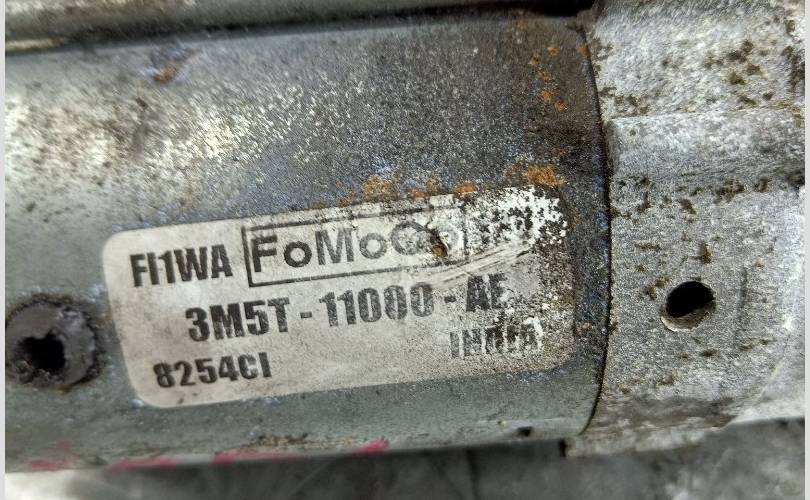 FI1WA FoMoCo
3M5T-11000-AE
INDIA
8254CI